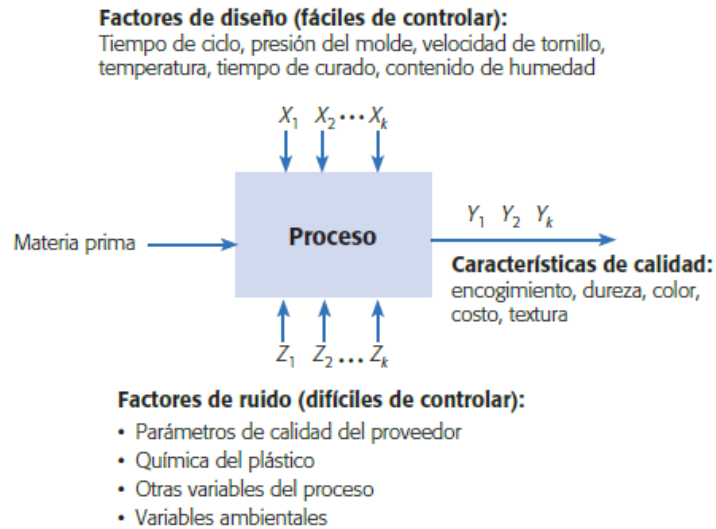 Factores de diseño (fáciles de controlar):
Tiempo de ciclo, presión del molde, velocidad de tornillo,
temperatura, tiempo de curado, contenido de humedad
X₁ X₂ ••• Xₖ
Materia prima
Proceso
Y₁ Y₂ Yₖ
Características de calidad:
encogimiento, dureza, color,
costo, textura
Z₁ Z₂ ••• Zₖ
Factores de ruido (difíciles de controlar):
• Parámetros de calidad del proveedor
• Química del plástico
• Otras variables del proceso
• Variables ambientales